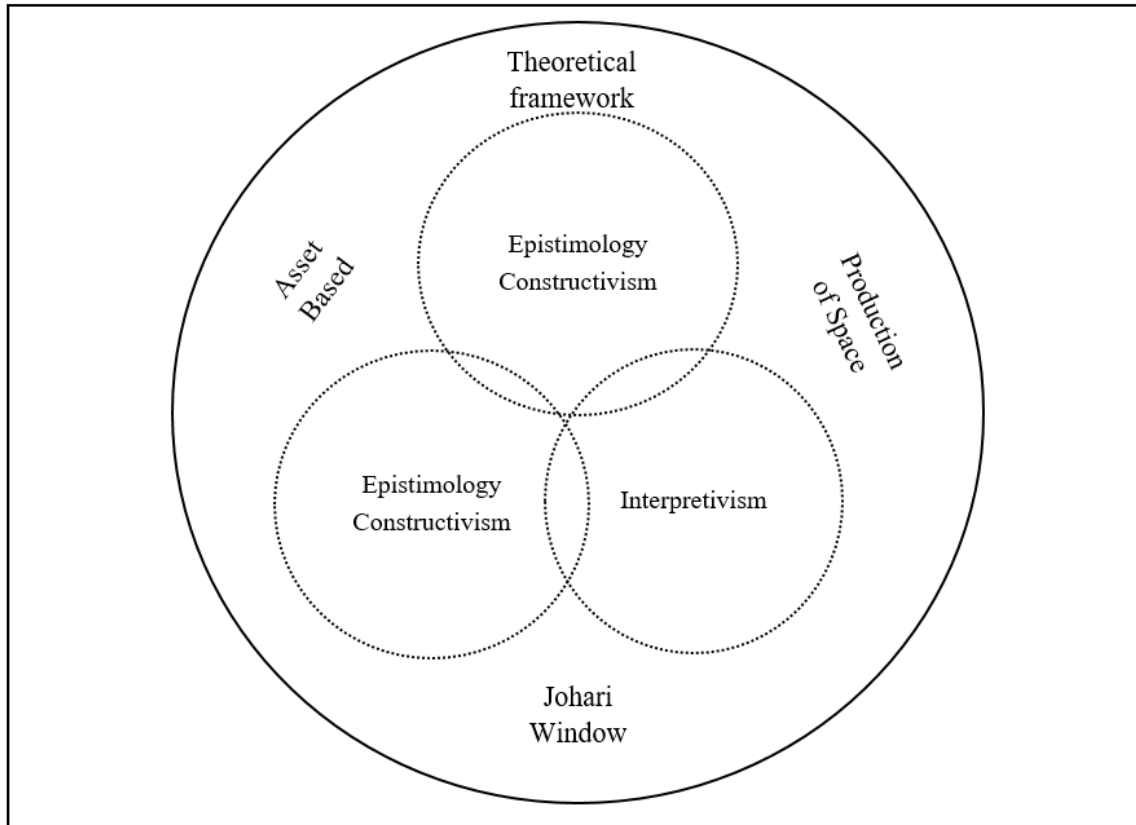 Theoretical
framework
Epistimology
Constructivism
Asset
Based
Production
of Space
Epistimology
Constructivism
Interpretivism
Johari
Window